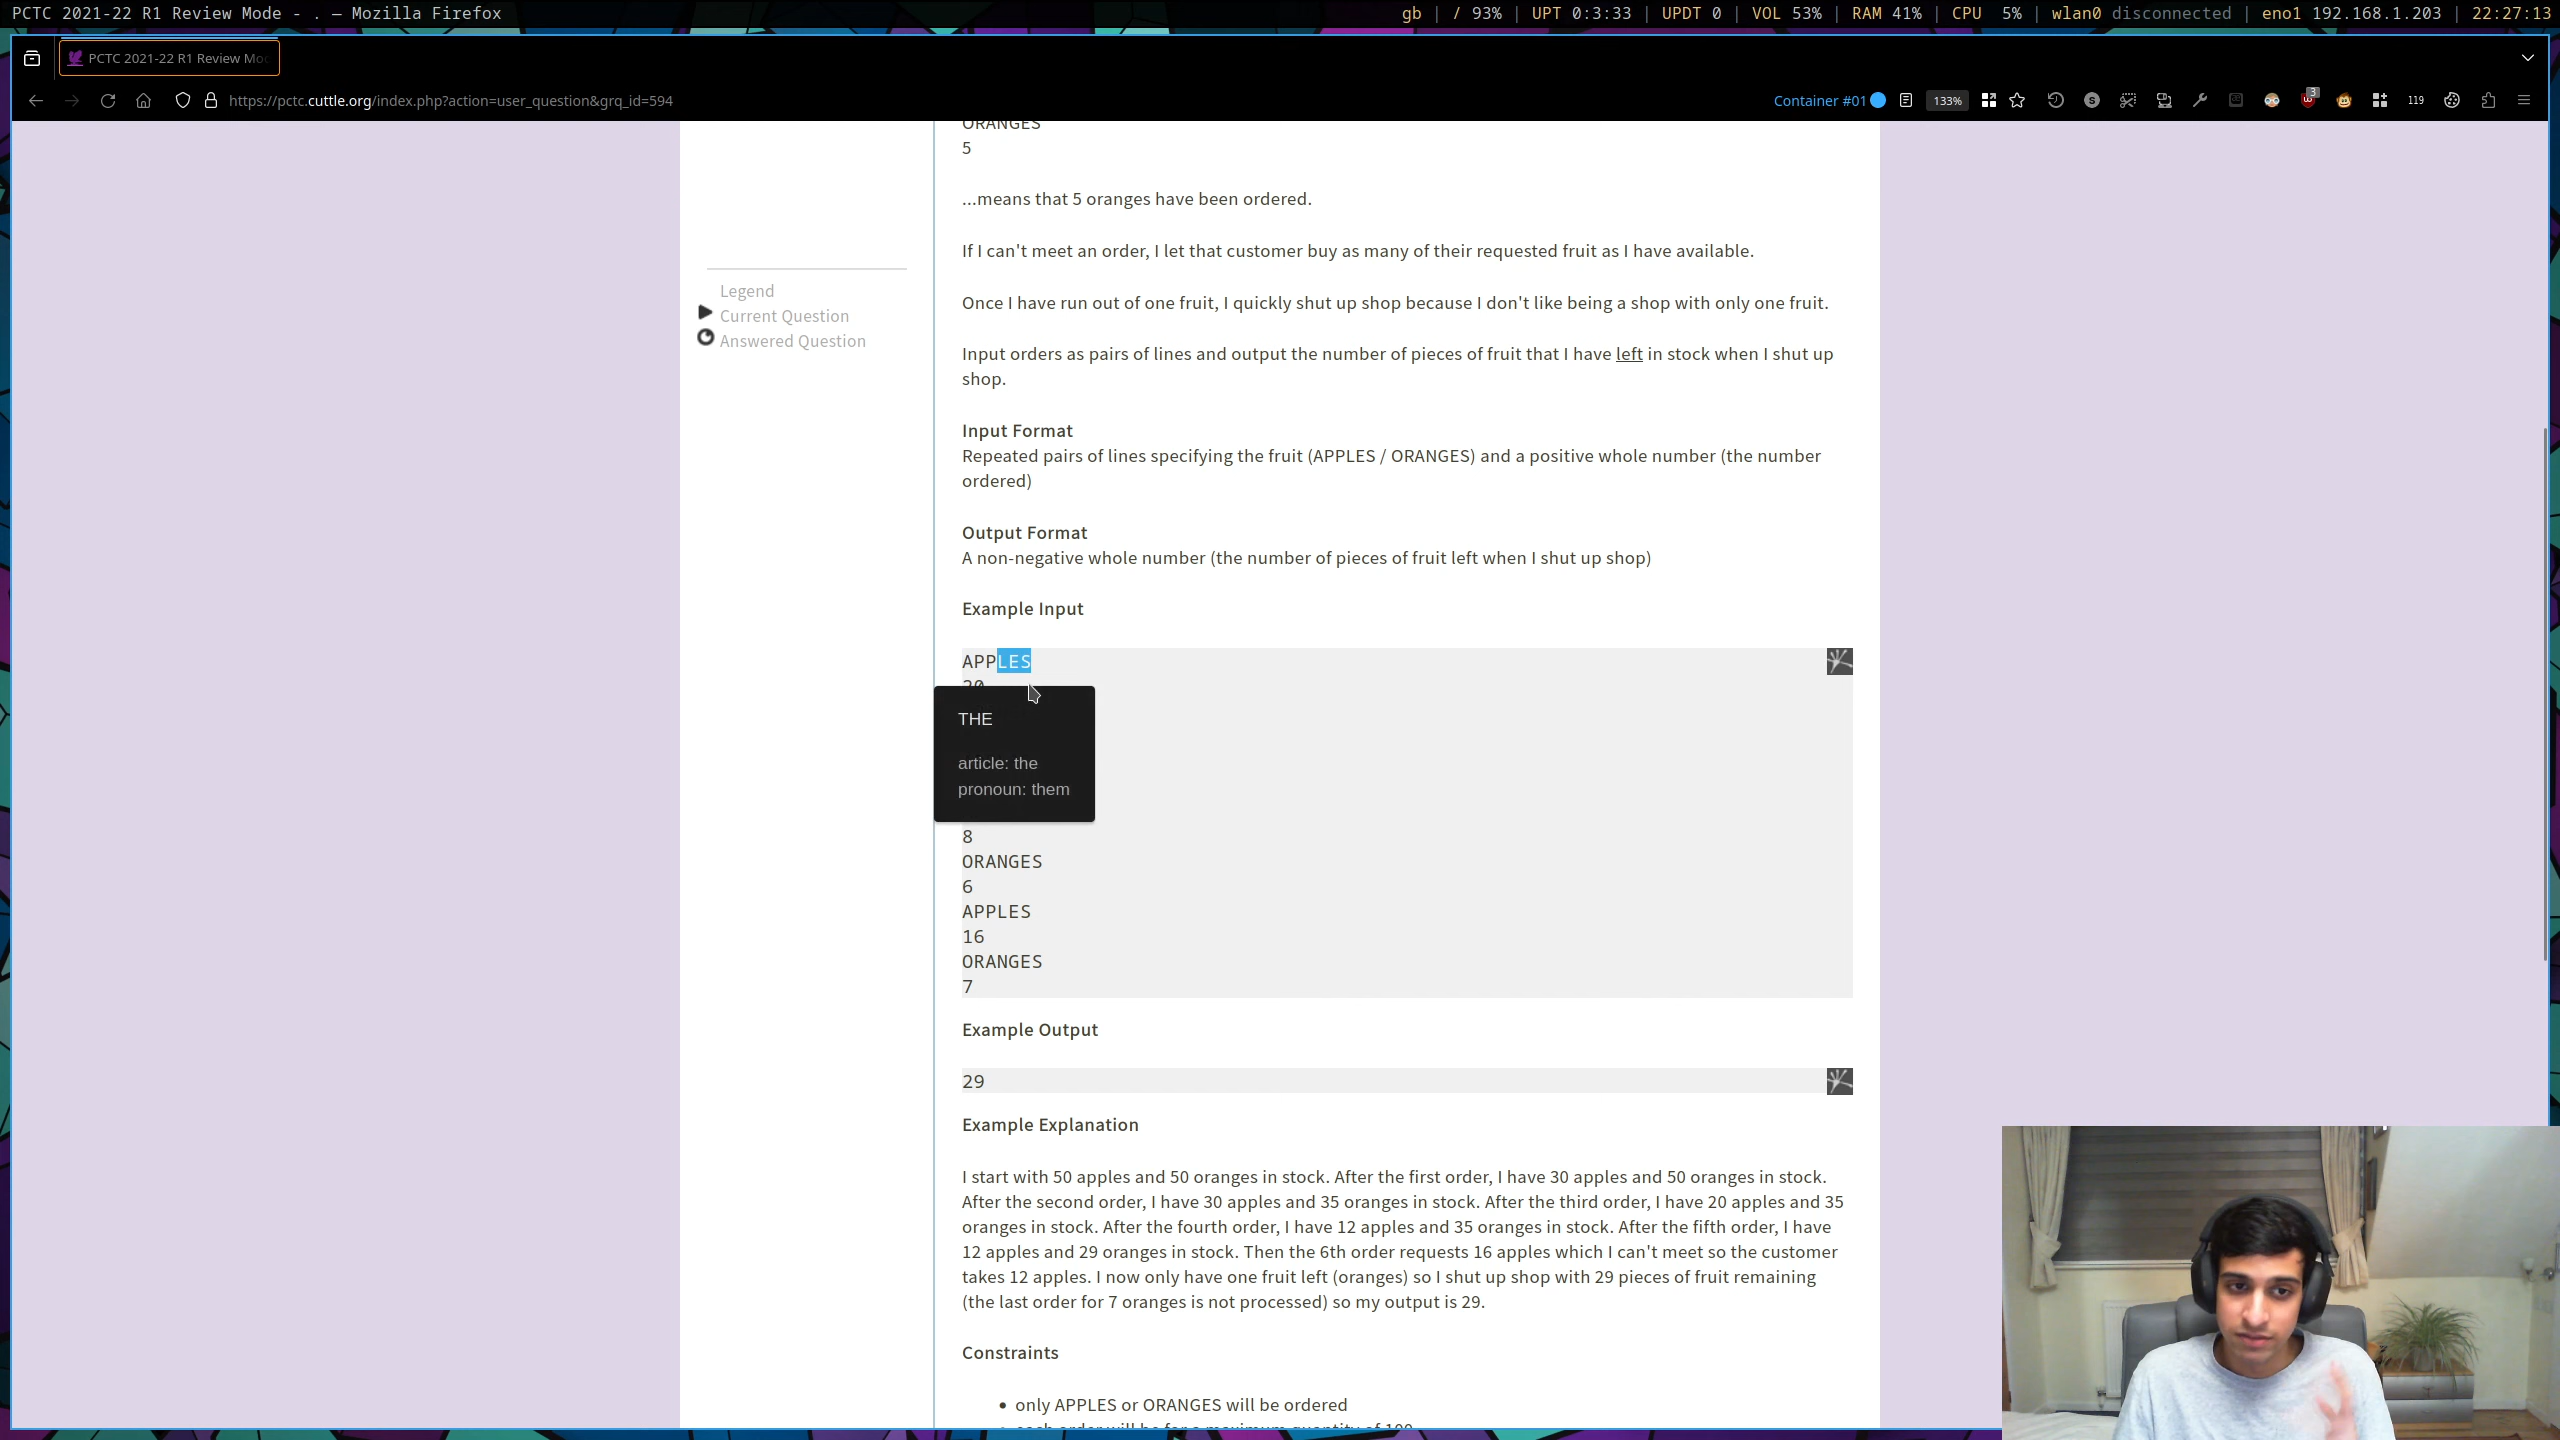 PCTC 2021-22 R1 Review Mode - . — Mozilla Firefox
gb | / 93% | UPT 0:3:33 | UPDT 0 | VOL 53% | RAM 41% | CPU 5% | wlan0 disconnected | eno1 192.168.1.203 | 22:27:13
PCTC 2021-22 R1 Review Mo
https://pctc.cuttle.org/index.php?action=user_question&grq_id=594
Container #01
133%
3
119
ORANGES
5
...means that 5 oranges have been ordered.
If I can't meet an order, I let that customer buy as many of their requested fruit as I have available.
Once I have run out of one fruit, I quickly shut up shop because I don't like being a shop with only one fruit.
Input orders as pairs of lines and output the number of pieces of fruit that I have left in stock when I shut up
shop.
Legend
Current Question
Answered Question
Input Format
Repeated pairs of lines specifying the fruit (APPLES / ORANGES) and a positive whole number (the number
ordered)
Output Format
A non-negative whole number (the number of pieces of fruit left when I shut up shop)
Example Input
APPLES
20
THE
article: the
pronoun: them
8
ORANGES
6
APPLES
16
ORANGES
7
Example Output
29
Example Explanation
I start with 50 apples and 50 oranges in stock. After the first order, I have 30 apples and 50 oranges in stock.
After the second order, I have 30 apples and 35 oranges in stock. After the third order, I have 20 apples and 35
oranges in stock. After the fourth order, I have 12 apples and 35 oranges in stock. After the fifth order, I have
12 apples and 29 oranges in stock. Then the 6th order requests 16 apples which I can't meet so the customer
takes 12 apples. I now only have one fruit left (oranges) so I shut up shop with 29 pieces of fruit remaining
(the last order for 7 oranges is not processed) so my output is 29.
Constraints
• only APPLES or ORANGES will be ordered
• each order will be for a maximum quantity of 100